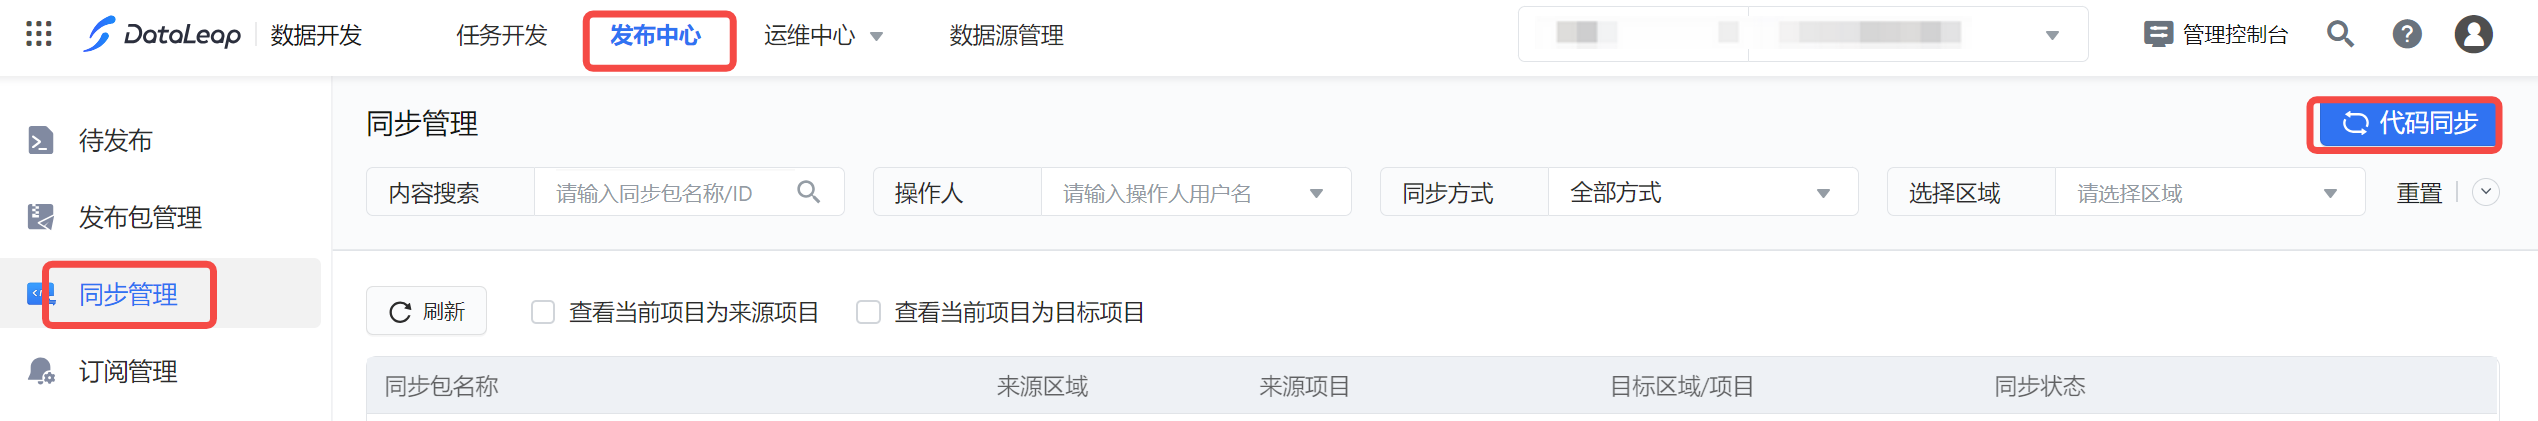 DataLeap 数据开发 任务开发 发布中心 运维中心 数据源管理 管理控制台
待发布
发布包管理
同步管理
订阅管理
同步管理 代码同步
内容搜索 请输入同步包名称/ID 操作人 请输入操作人用户名 同步方式 全部方式 选择区域 请选择区域 重置
刷新 查看当前项目为来源项目 查看当前项目为目标项目
同步包名称 来源区域 来源项目 目标区域/项目 同步状态